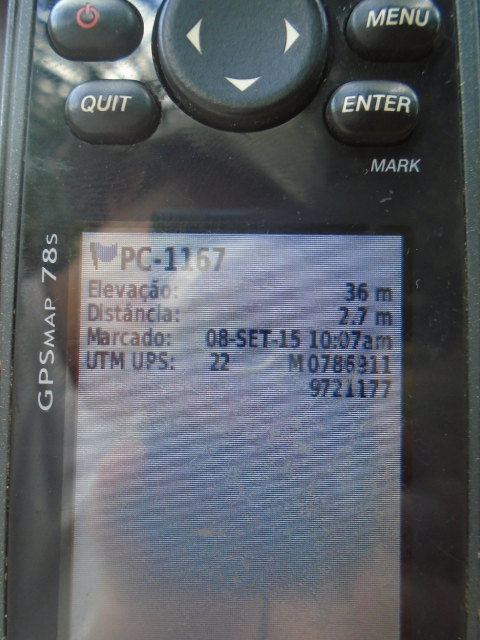 MENU
QUIT
ENTER
MARK
GPSMAP 78s
PC-1167
Elevação: 36 m
Distância: 2.7 m
Marcado: 08-SET-15 10:07am
UTM UPS: 22 M 0786911
9721177